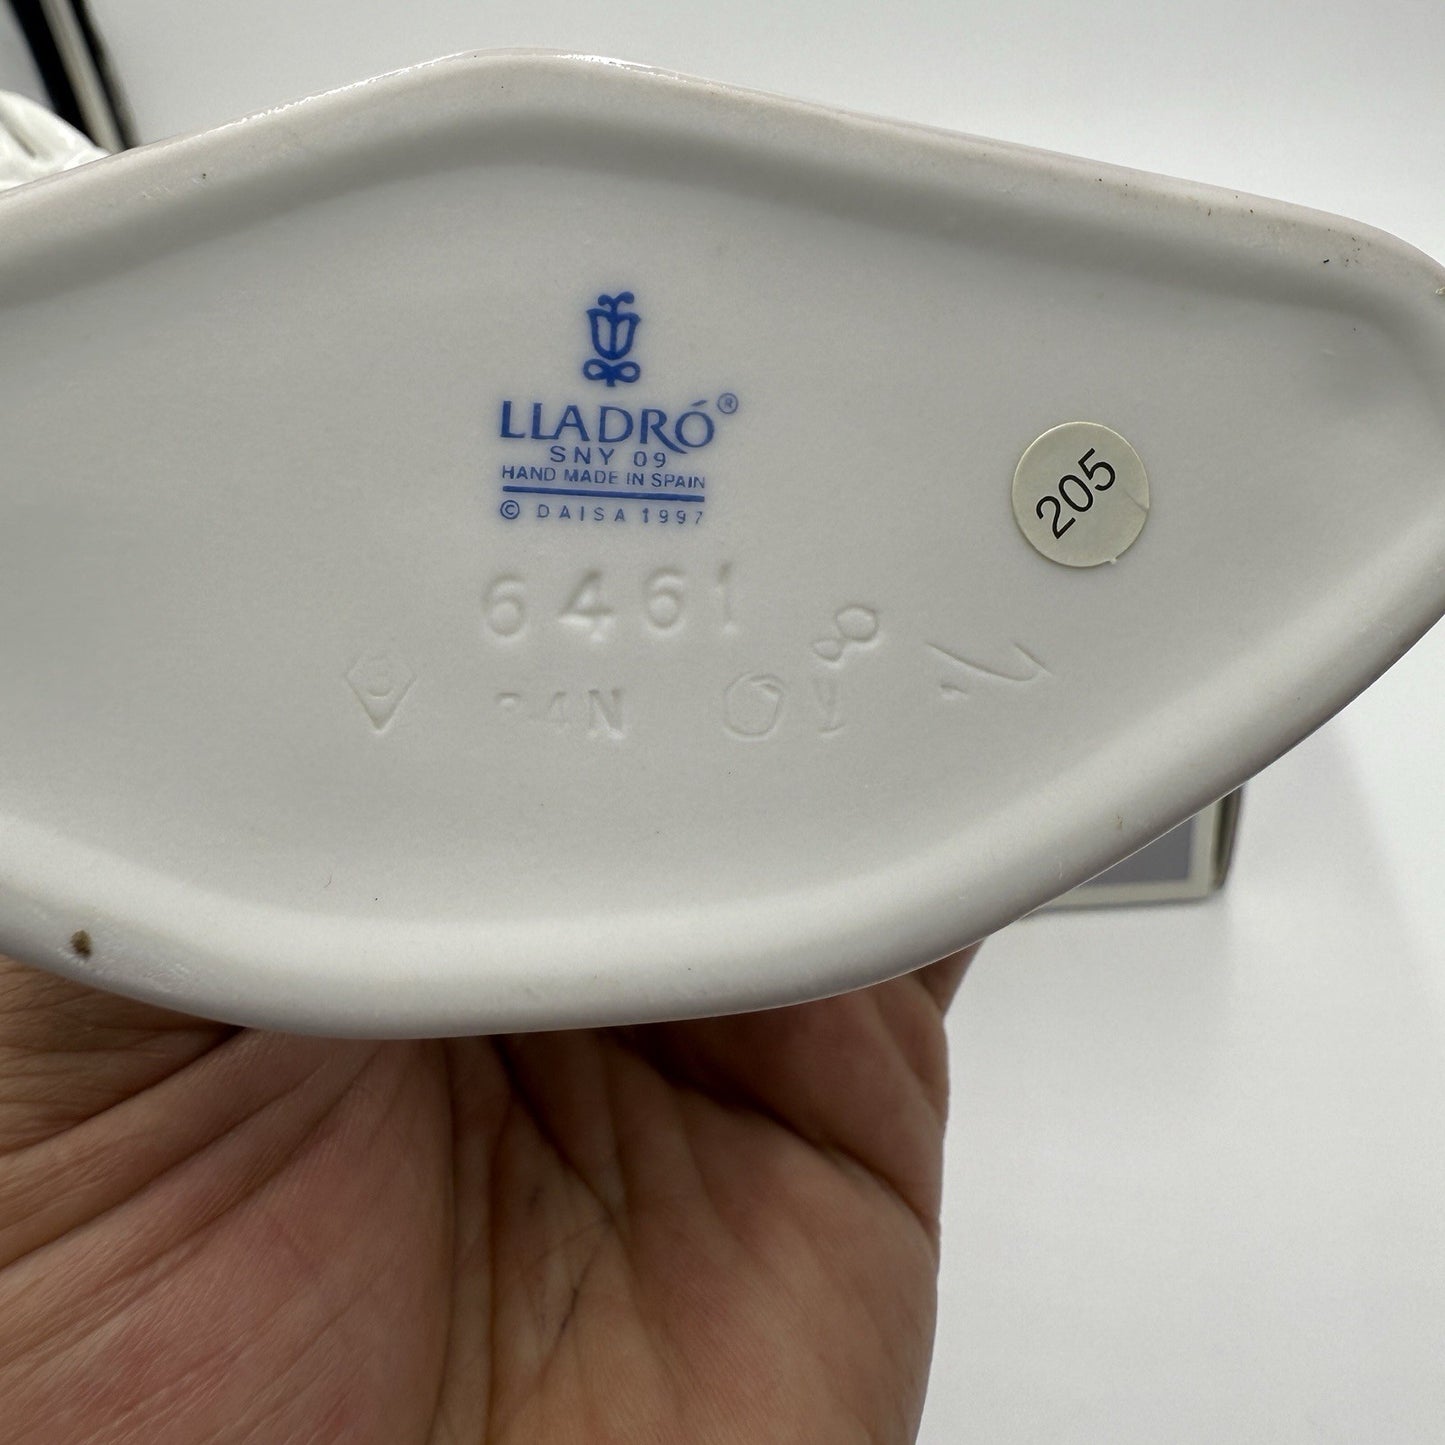 LLADRÓ®
SNY 09
HAND MADE IN SPAIN
© DAISA 1997
6461
205